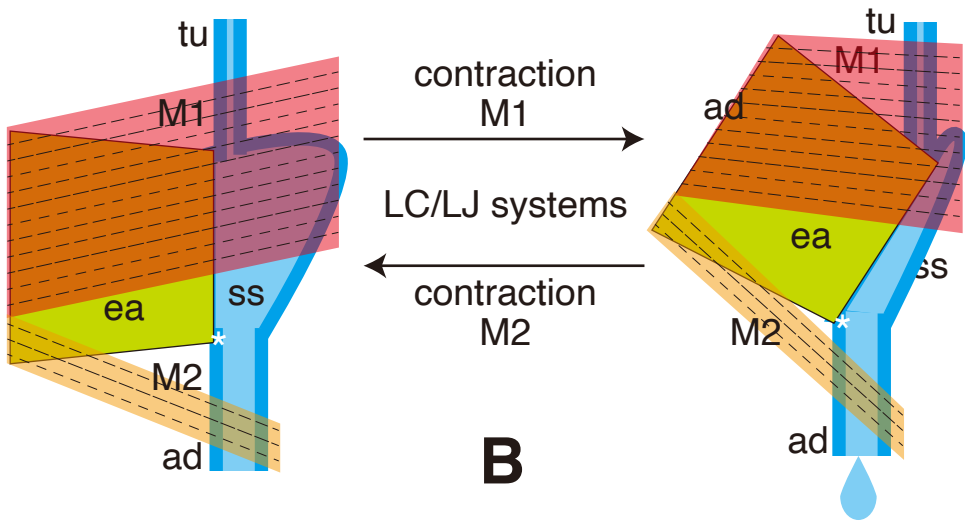 tu
M1
ea
ss
*
M2
ad
contraction
M1
LC/LJ systems
contraction
M2
B
tu
M1
ad
ea
ss
*
M2
ad